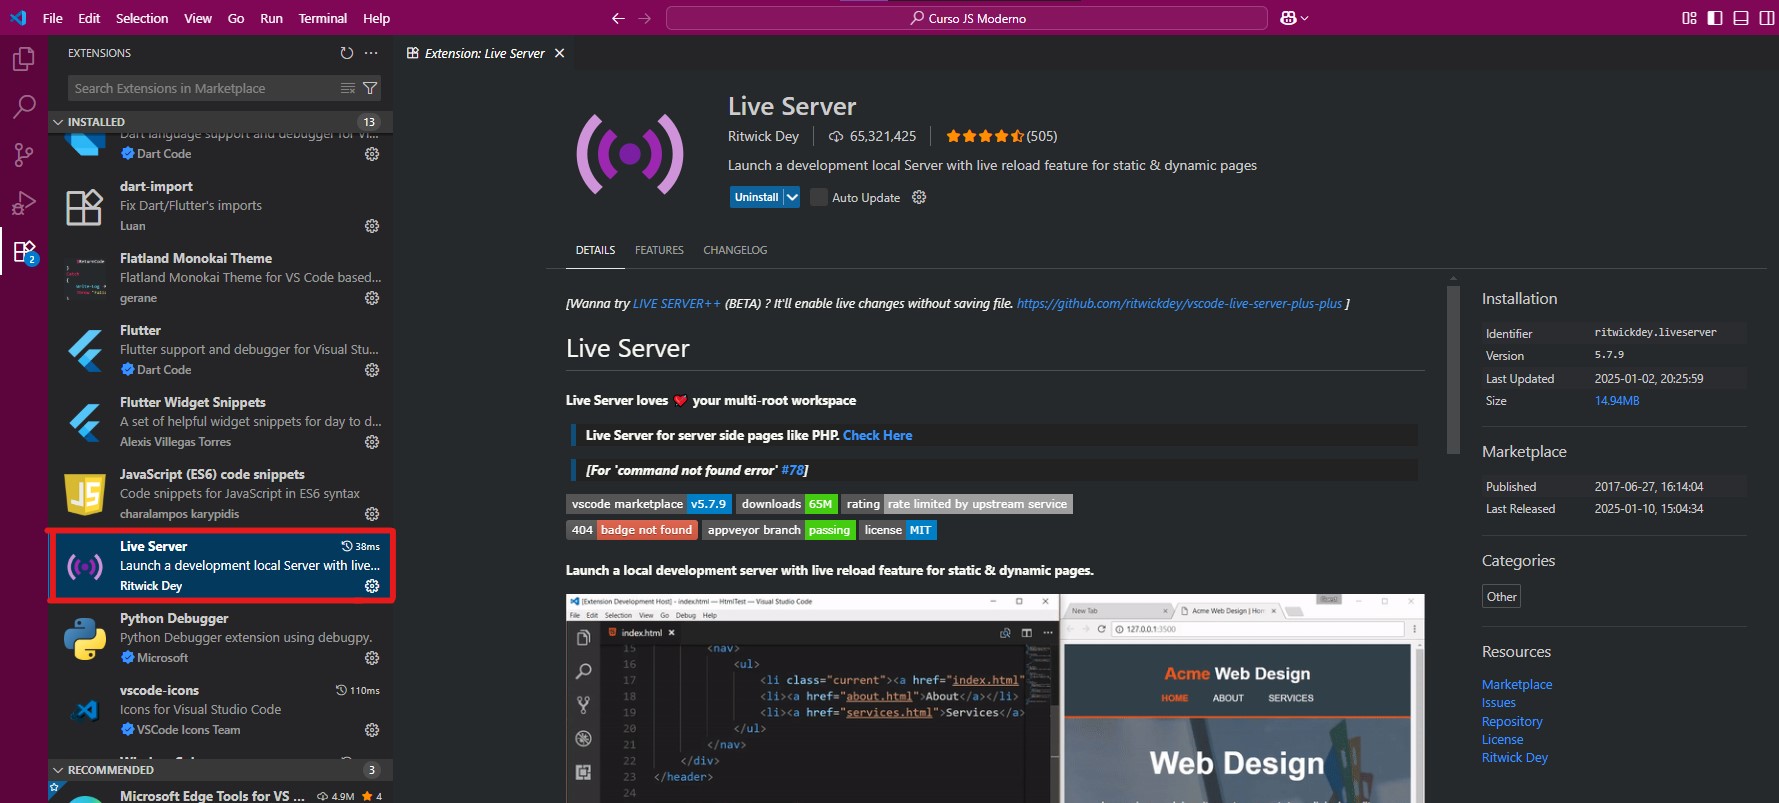 File Edit Selection View Go Run Terminal Help
Curso JS Moderno
EXTENSIONS
Search Extensions in Marketplace
INSTALLED 13
Dart language support and debugger for Vi...
Dart Code
dart-import
Fix Dart/Flutter's imports
Luan
Flatland Monokai Theme
Flatland Monokai Theme for VS Code based...
gerane
Flutter
Flutter support and debugger for Visual Stu...
Dart Code
Flutter Widget Snippets
A set of helpful widget snippets for day to d...
Alexis Villegas Torres
JavaScript (ES6) code snippets
Code snippets for JavaScript in ES6 syntax
charalampos karypidis
JS
Live Server 38ms
Launch a development local Server with live...
Ritwick Dey
Python Debugger
Python Debugger extension using debugpy.
Microsoft
vscode-icons 110ms
Icons for Visual Studio Code
VSCode Icons Team
RECOMMENDED 3
Microsoft Edge Tools for VS ... 4.9M 4
2
Extension: Live Server
Live Server
Ritwick Dey 65,321,425 (505)
Launch a development local Server with live reload feature for static & dynamic pages
Uninstall Auto Update
DETAILS FEATURES CHANGELOG
[Wanna try LIVE SERVER++ (BETA) ? It'll enable live changes without saving file. https://github.com/ritwickdey/vscode-live-server-plus-plus ]
Live Server
Live Server loves your multi-root workspace
Live Server for server side pages like PHP. Check Here
[For 'command not found error' #78]
vscode marketplace v5.7.9 downloads 65M rating rate limited by upstream service
404 badge not found appveyor branch passing license MIT
Launch a local development server with live reload feature for static & dynamic pages.
[Extension Development Host] - index.html — HtmlTest — Visual Studio Code
File Edit Selection View Go Debug Help
index.html
15 <nav>
16 <ul>
17 <li class="current"><a href="index.html"
18 <li><a href="about.html">About</a></li>
19 <li><a href="services.html">Services</a>
20 </ul>
21 </nav>
22 </div>
23 </header>
24
New Tab Acme Web Design | Hom
127.0.0.1:3500
Acme Web Design
HOME ABOUT SERVICES
Web Design
Installation
Identifier ritwickdey.liveserver
Version 5.7.9
Last Updated 2025-01-02, 20:25:59
Size 14.94MB
Marketplace
Published 2017-06-27, 16:14:04
Last Released 2025-01-10, 15:04:34
Categories
Other
Resources
Marketplace
Issues
Repository
License
Ritwick Dey